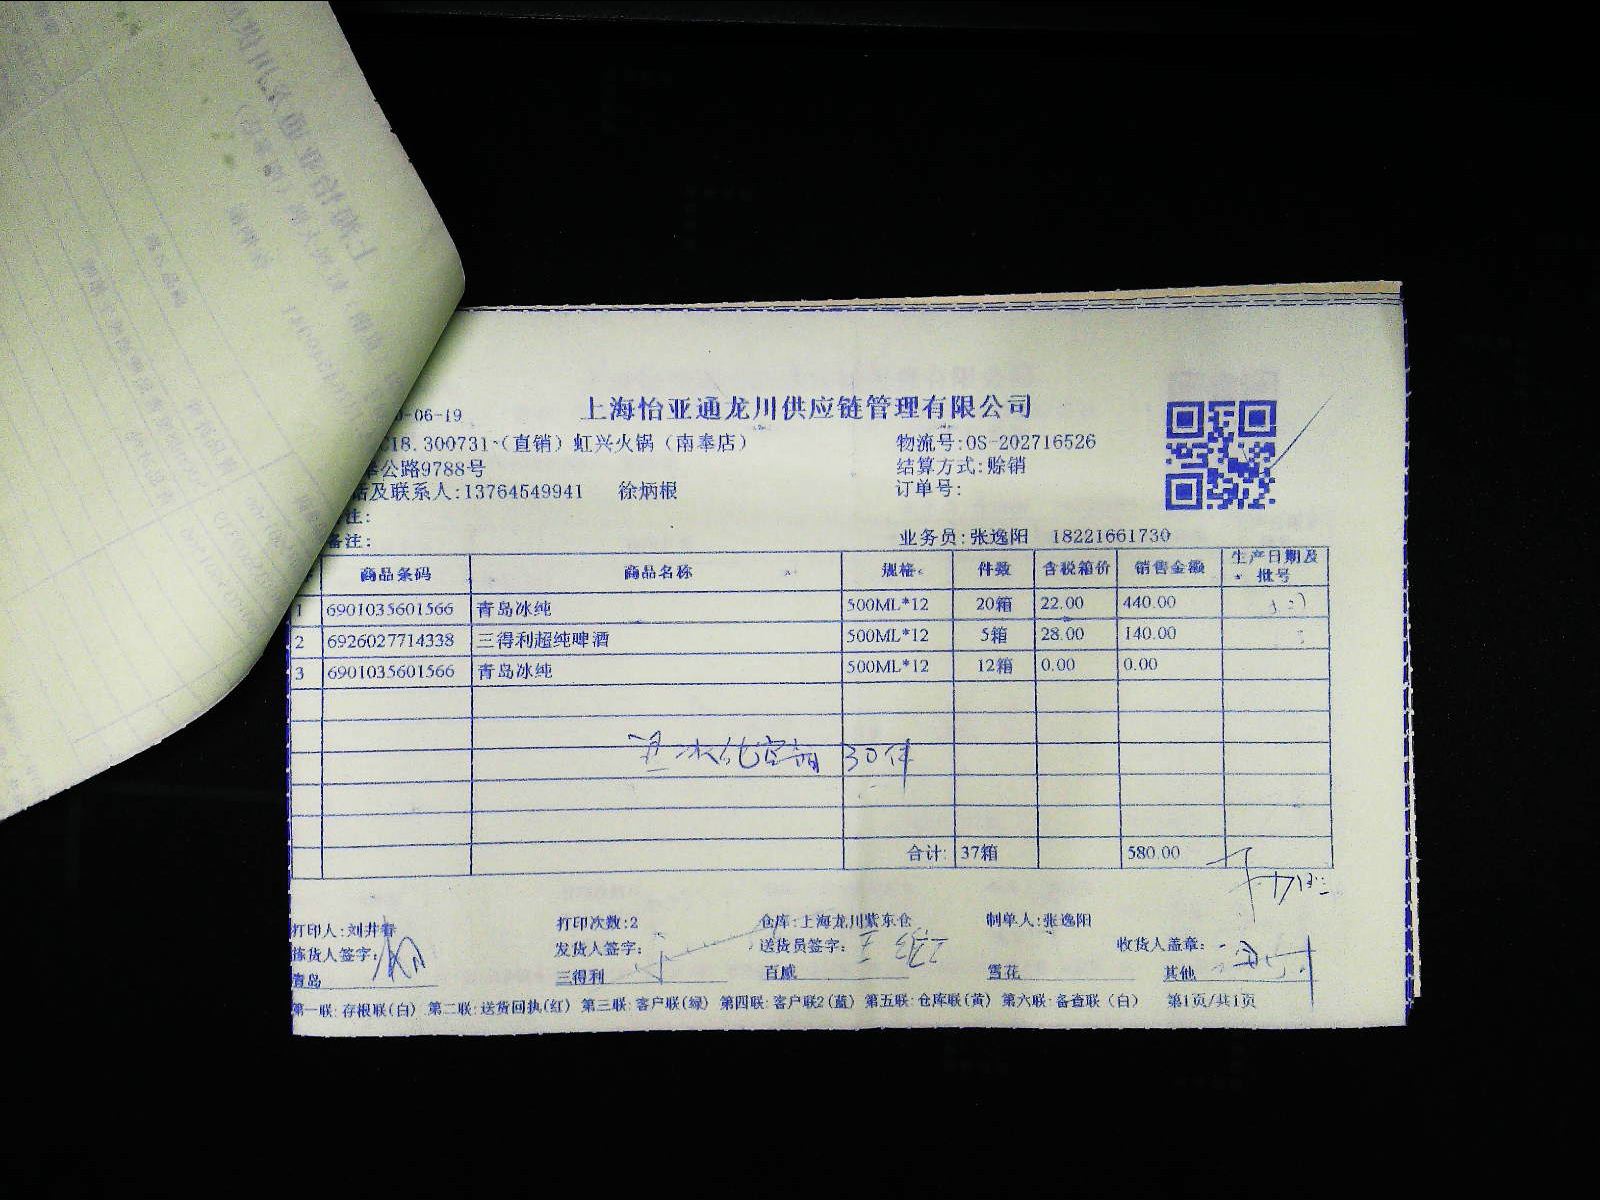 上海怡亚通龙川供应链管理有限公司
-06-19
C18.300731-(直销)虹兴火锅(南奉店) 物流号:OS-202716526
公路9788号 结算方式:赊销
话及联系人:13764549941 徐炳根 订单号:
注:
备注: 业务员:张逸阳 18221661730
商品条码 商品名称 规格 件数 含税箱价 销售金额 生产日期及批号
1 6901035601566 青岛冰纯 500ML*12 20箱 22.00 440.00
2 6926027714338 三得利超纯啤酒 500ML*12 5箱 28.00 140.00
3 6901035601566 青岛冰纯 500ML*12 12箱 0.00 0.00
30件
合计: 37箱 580.00
打印人:刘井春 打印次数:2 仓库:上海龙川紫东仓 制单人:张逸阳
拣货人签字: 发货人签字: 送货员签字: 收货人盖章:
青岛 三得利 百威 雪花 其他
第一联:存根联(白) 第二联:送货回执(红) 第三联:客户联(绿) 第四联:客户联2(蓝) 第五联:仓库联(黄) 第六联:备查联(白) 第1页/共1页